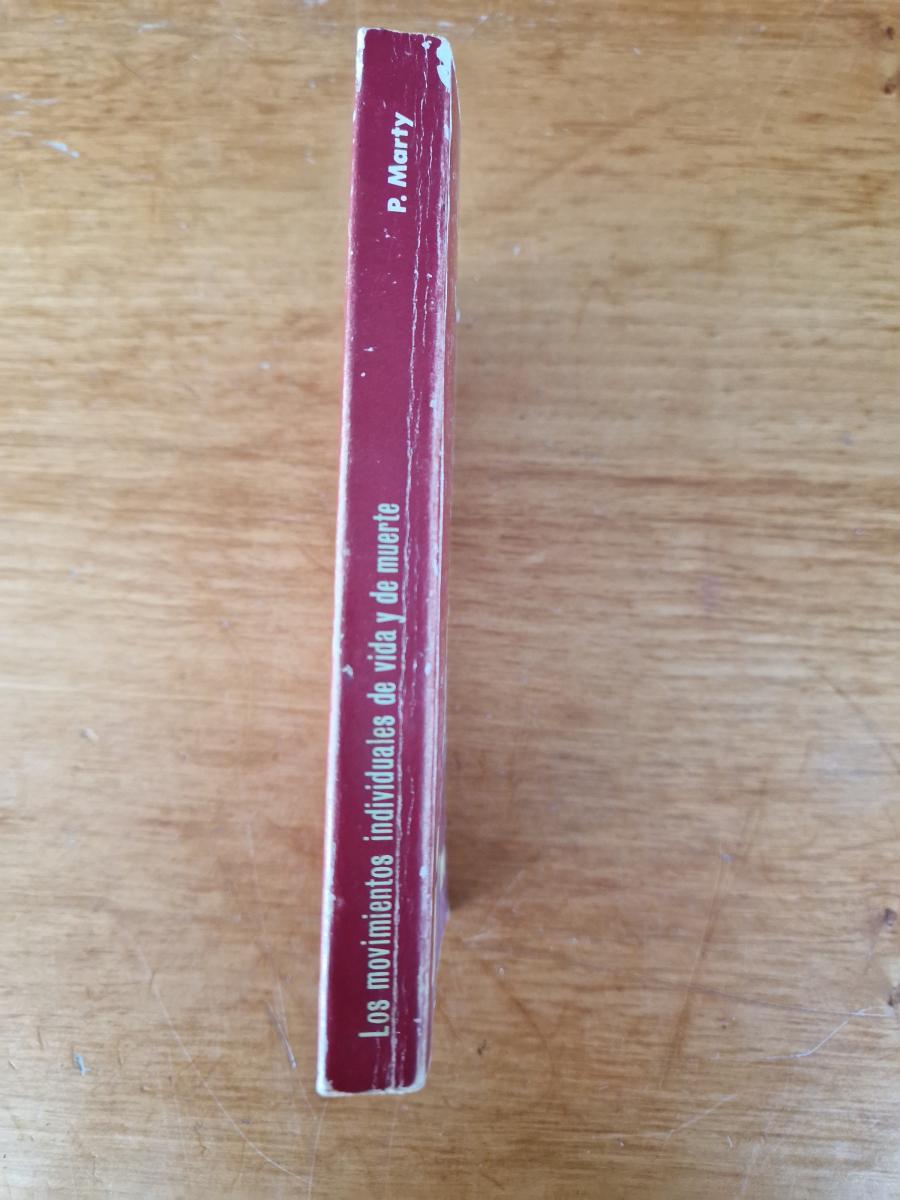 Los movimientos individuales de vida y de muerte
P. Marty